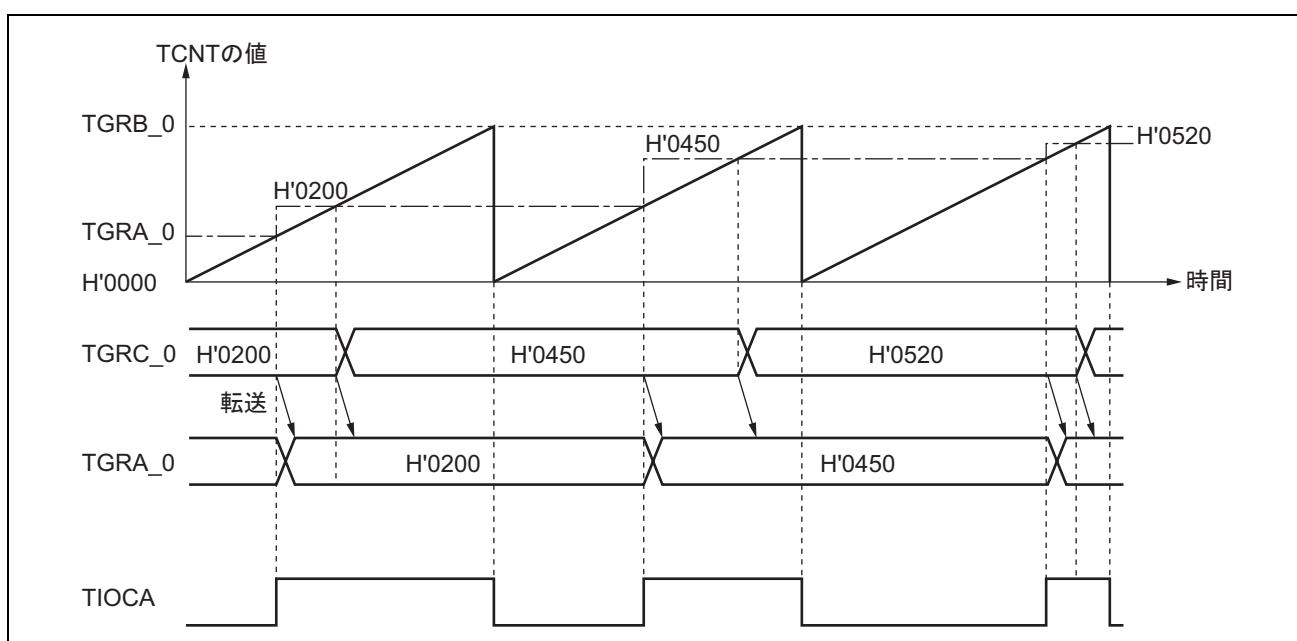 TCNTの値
TGRB_0
H'0520
H'0450
H'0200
TGRA_0
H'0000
時間
TGRC_0 H'0200 H'0450 H'0520
転送
TGRA_0 H'0200 H'0450
TIOCA